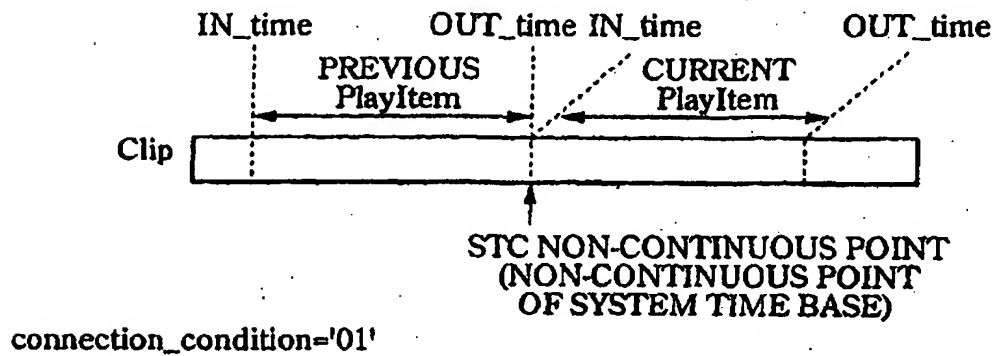 IN_time OUT_time IN_time OUT_time
PREVIOUS PlayItem
CURRENT PlayItem
Clip
STC NON-CONTINUOUS POINT
(NON-CONTINUOUS POINT
OF SYSTEM TIME BASE)
connection_condition='01'